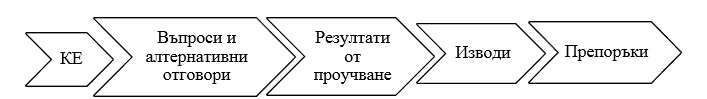 КЕ
Въпроси и
алтернативни
отговори
Резултати
от
проучване
Изводи
Препоръки